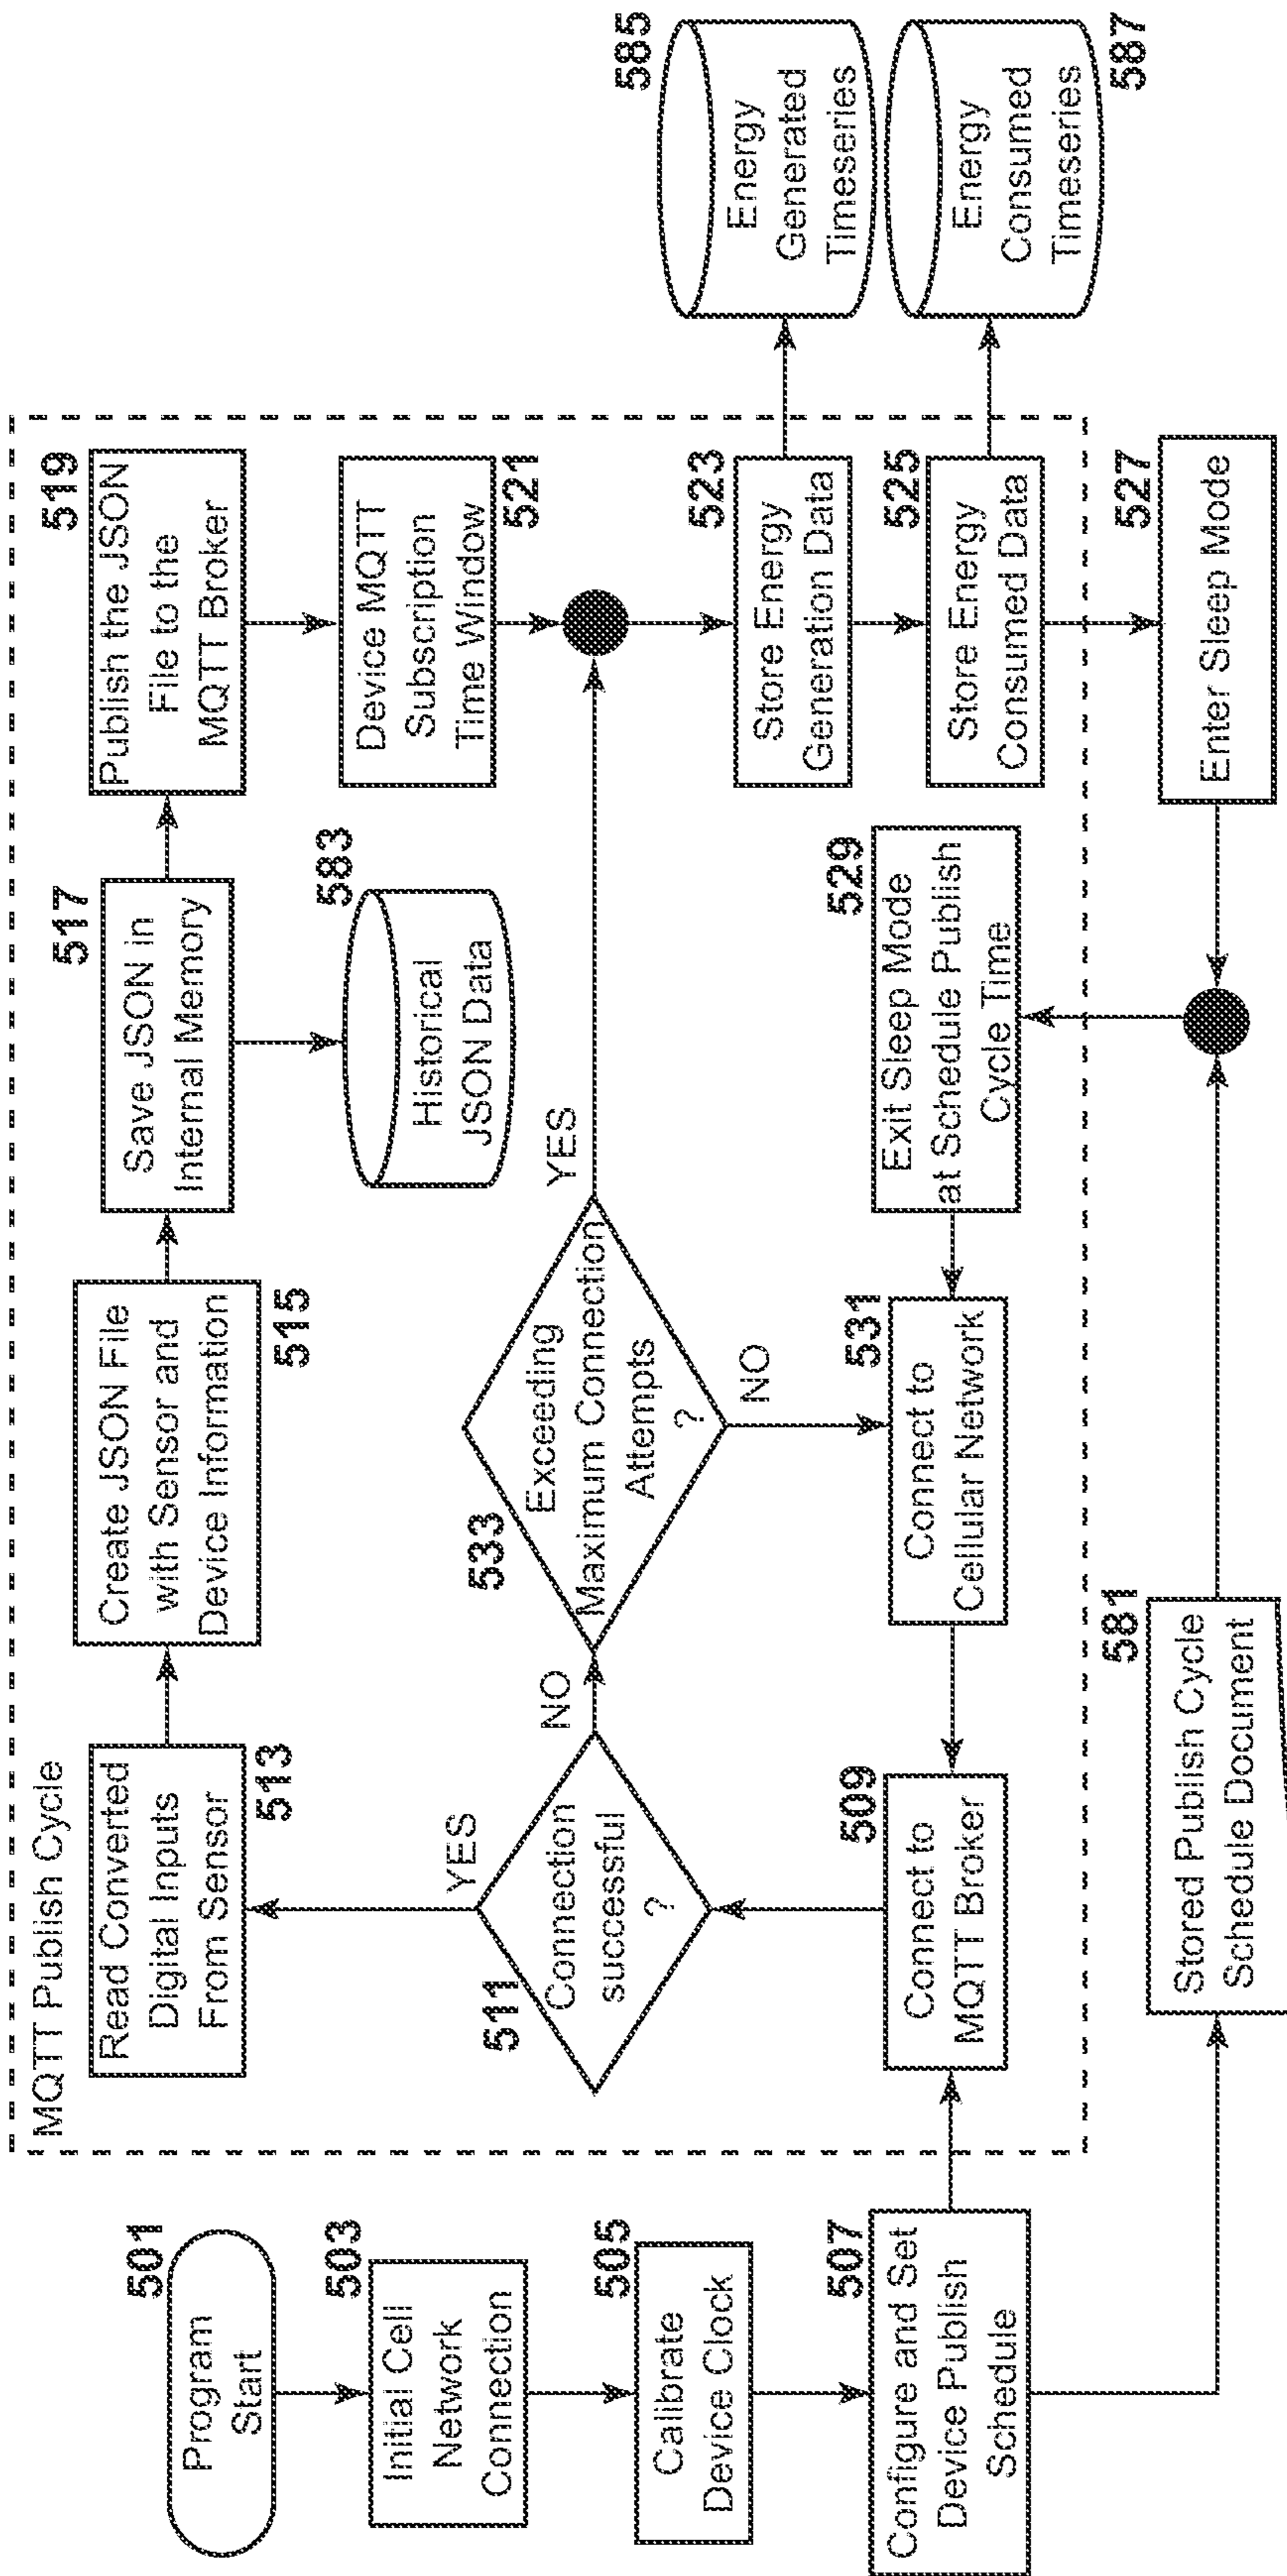 501
Program
Start
503
Initial Cell
Network
Connection
505
Calibrate
Device Clock
507
Configure and Set
Device Publish
Schedule
MQTT Publish Cycle
509
Connect to
MQTT Broker
511
Connection
successful
?
YES
NO
513
Read Converted
Digital Inputs
From Sensor
515
Create JSON File
with Sensor and
Device Information
517
Save JSON in
Internal Memory
583
Historical
JSON Data
519
Publish the JSON
File to the
MQTT Broker
521
Device MQTT
Subscription
Time Window
533
Exceeding
Maximum Connection
Attempts
?
YES
NO
531
Connect to
Cellular Network
529
Exit Sleep Mode
at Schedule Publish
Cycle Time
523
Store Energy
Generation Data
525
Store Energy
Consumed Data
527
Enter Sleep Mode
581
Stored Publish Cycle
Schedule Document
585
Energy
Generated
Timeseries
Energy
Consumed
Timeseries
587